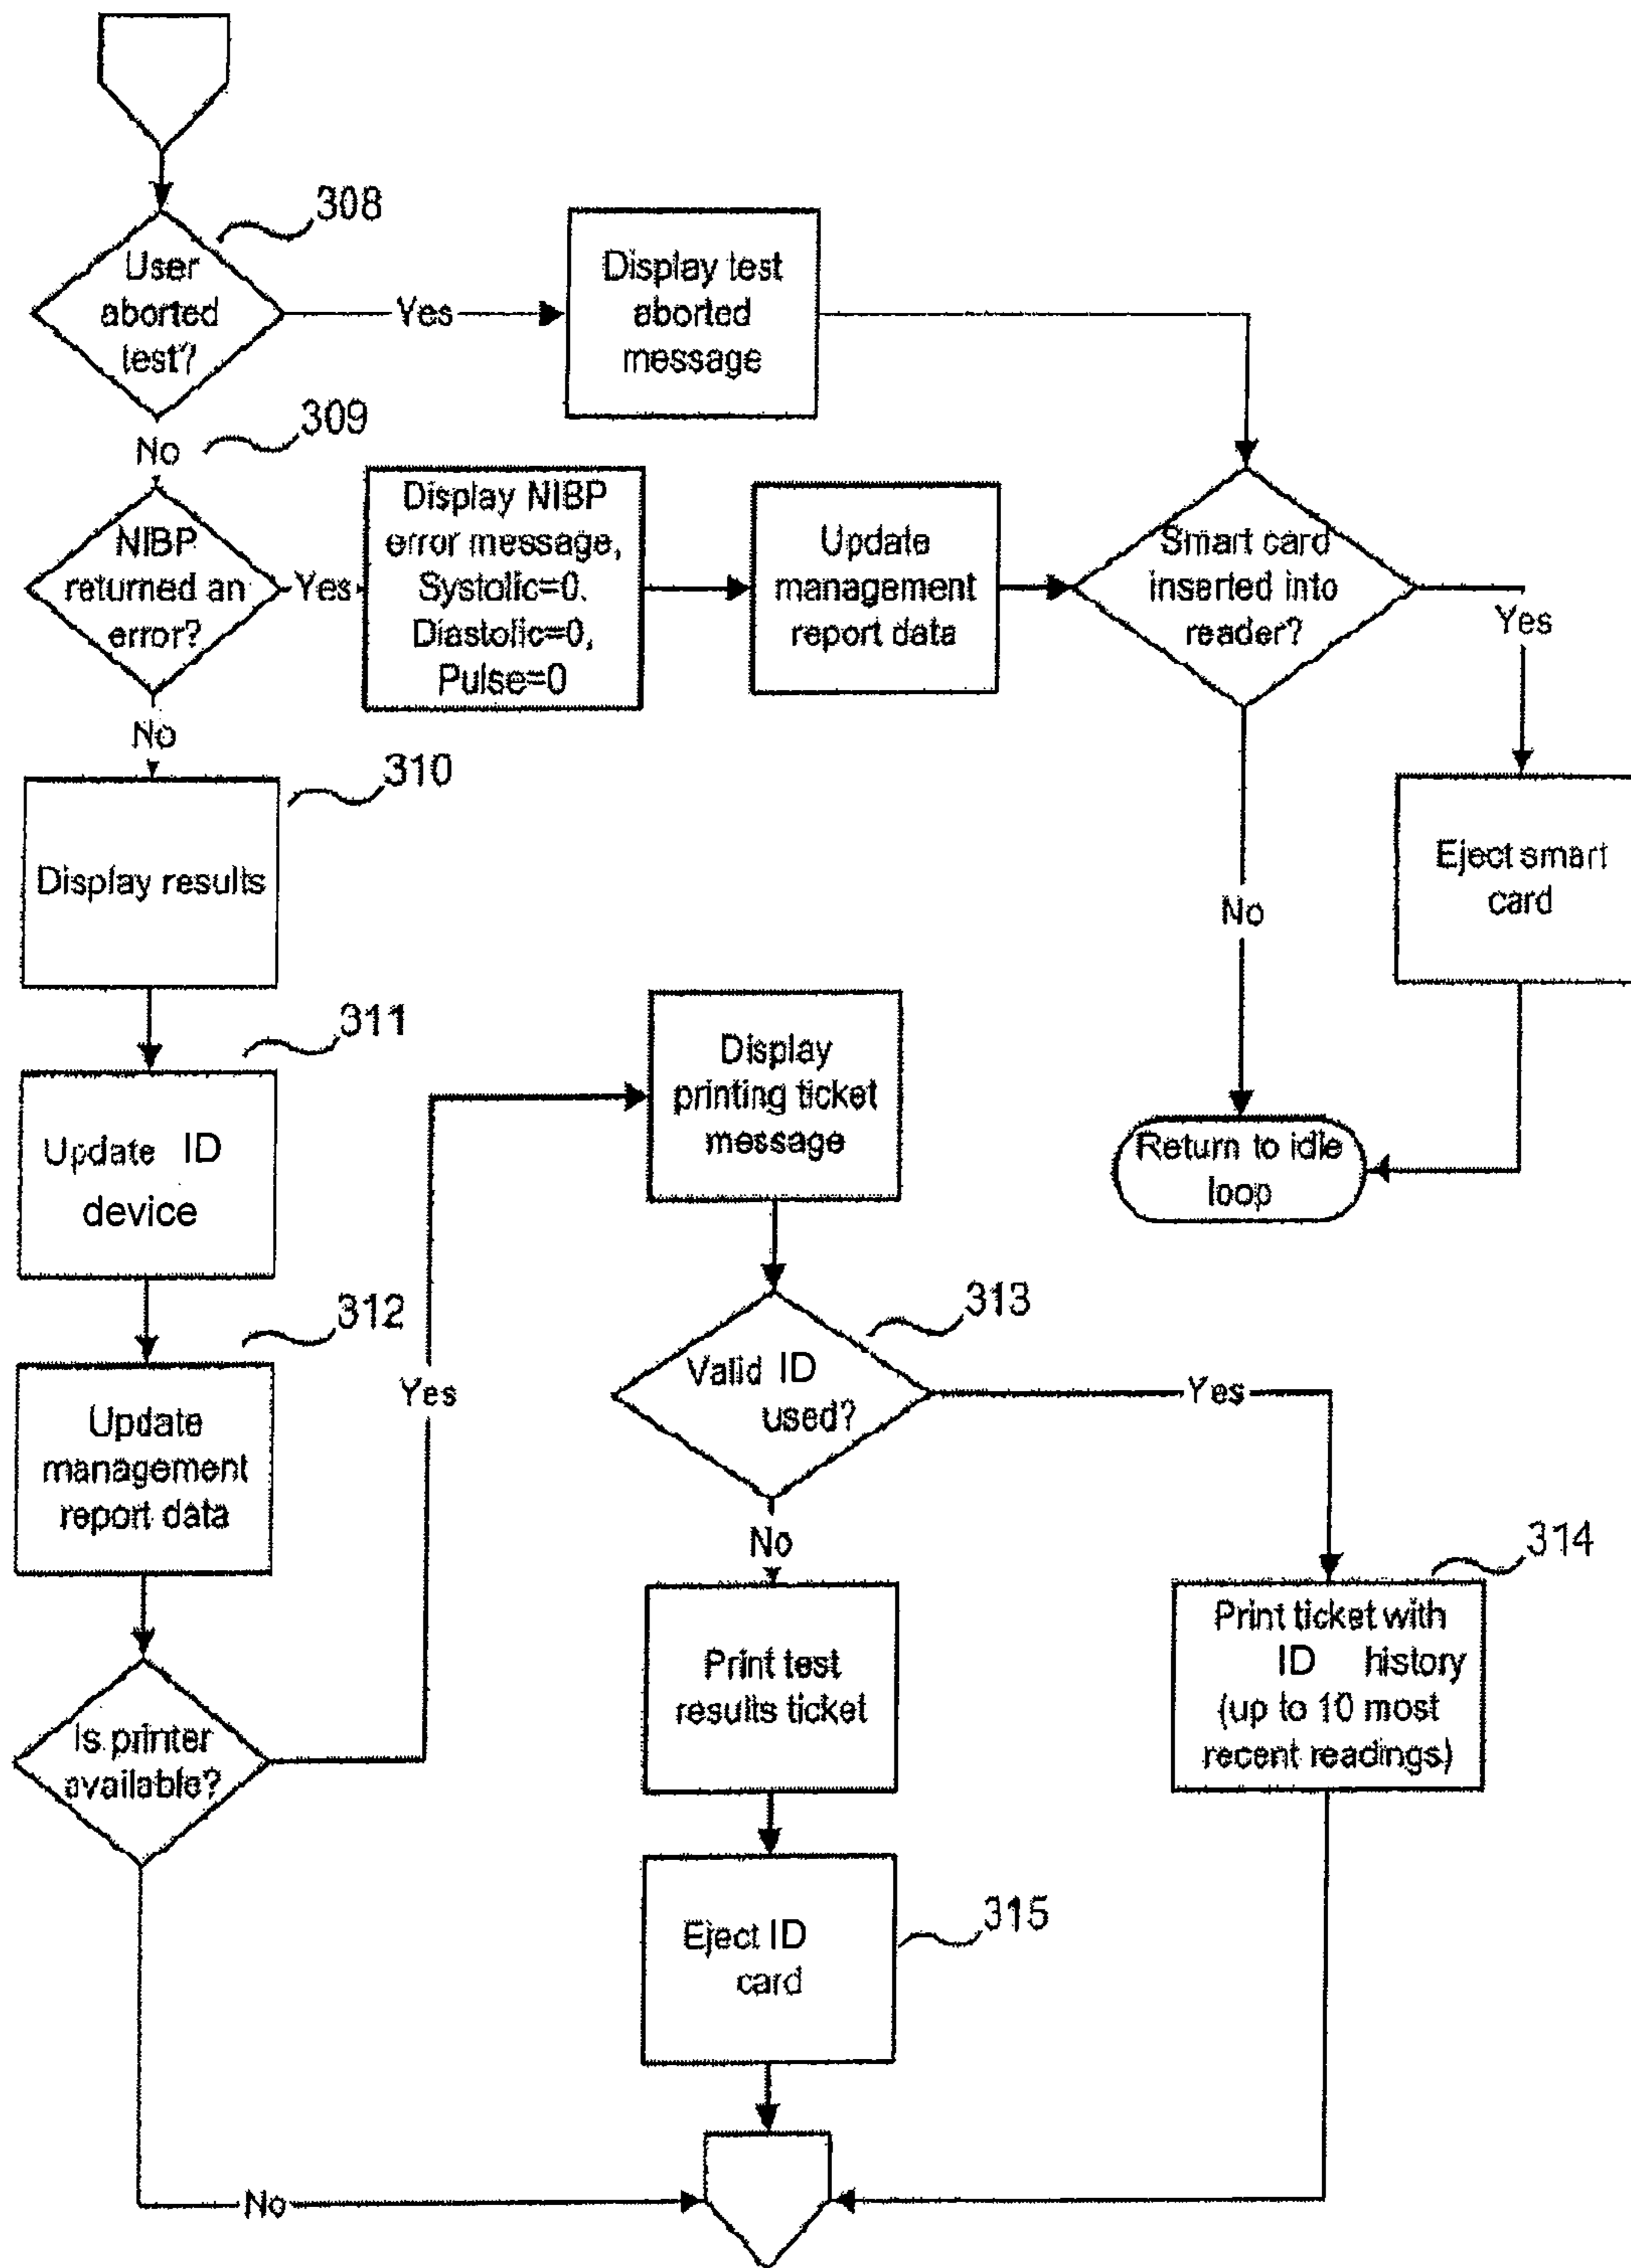 308
User
aborted
test?
Yes
Display test
aborted
message
No
309
NIBP
returned an
error?
Yes
Display NIBP
error message,
Systolic=0.
Diastolic=0,
Pulse=0
Update
management
report data
Smart card
inserted into
reader?
Yes
No
Eject smart
card
Return to idle
loop
No
310
Display results
311
Update ID
device
312
Update
management
report data
Is printer
available?
Yes
Display
printing ticket
message
313
Valid ID
used?
Yes
No
314
Print ticket with
ID history
(up to 10 most
recent readings)
Print test
results ticket
315
Eject ID
card
No